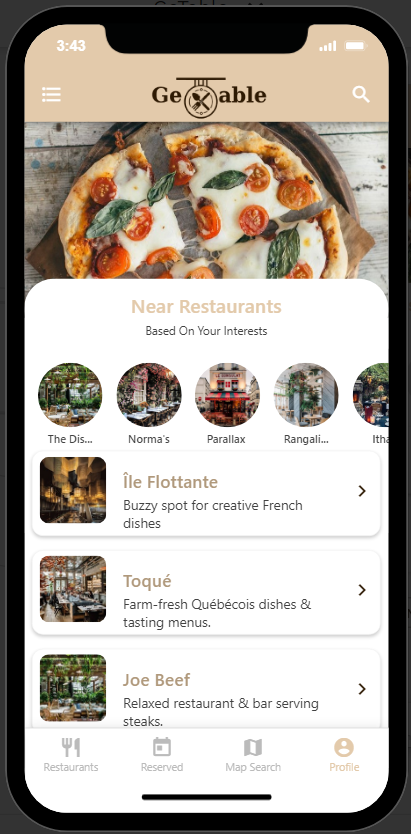 3:43
GeTable
Near Restaurants
Based On Your Interests
The Dis...
Norma's
Parallax
Rangali...
Itha
Île Flottante
Buzzy spot for creative French
dishes
Toqué
Farm-fresh Québécois dishes &
tasting menus.
Joe Beef
Relaxed restaurant & bar serving
steaks.
Restaurants
Reserved
Map Search
Profile